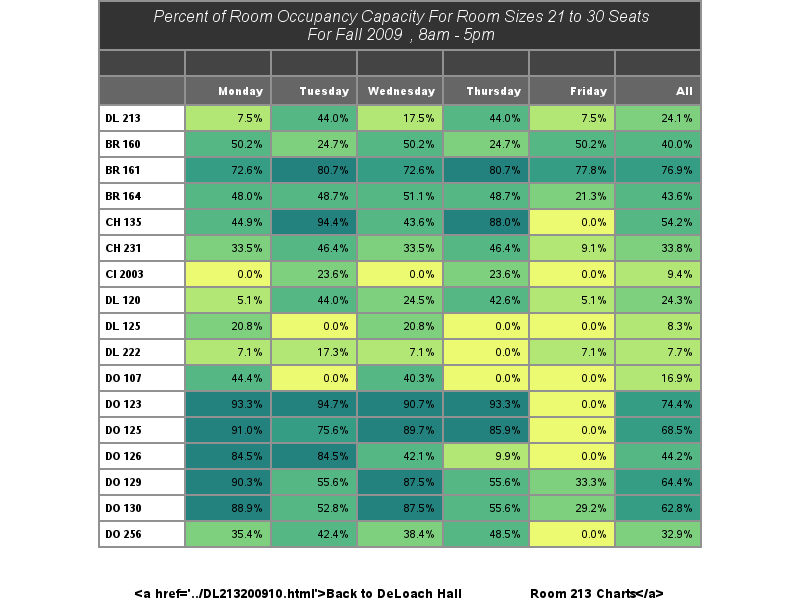 Percent of Room Occupancy Capacity For Room Sizes 21 to 30 Seats
For Fall 2009 , 8am - 5pm
Monday Tuesday Wednesday Thursday Friday All
DL 213 7.5% 44.0% 17.5% 44.0% 7.5% 24.1%
BR 160 50.2% 24.7% 50.2% 24.7% 50.2% 40.0%
BR 161 72.6% 80.7% 72.6% 80.7% 77.8% 76.9%
BR 164 48.0% 48.7% 51.1% 48.7% 21.3% 43.6%
CH 135 44.9% 94.4% 43.6% 88.0% 0.0% 54.2%
CH 231 33.5% 46.4% 33.5% 46.4% 9.1% 33.8%
CI 2003 0.0% 23.6% 0.0% 23.6% 0.0% 9.4%
DL 120 5.1% 44.0% 24.5% 42.6% 5.1% 24.3%
DL 125 20.8% 0.0% 20.8% 0.0% 0.0% 8.3%
DL 222 7.1% 17.3% 7.1% 0.0% 7.1% 7.7%
DO 107 44.4% 0.0% 40.3% 0.0% 0.0% 16.9%
DO 123 93.3% 94.7% 90.7% 93.3% 0.0% 74.4%
DO 125 91.0% 75.6% 89.7% 85.9% 0.0% 68.5%
DO 126 84.5% 84.5% 42.1% 9.9% 0.0% 44.2%
DO 129 90.3% 55.6% 87.5% 55.6% 33.3% 64.4%
DO 130 88.9% 52.8% 87.5% 55.6% 29.2% 62.8%
DO 256 35.4% 42.4% 38.4% 48.5% 0.0% 32.9%
<a href='../DL213200910.html'>Back to DeLoach Hall Room 213 Charts</a>